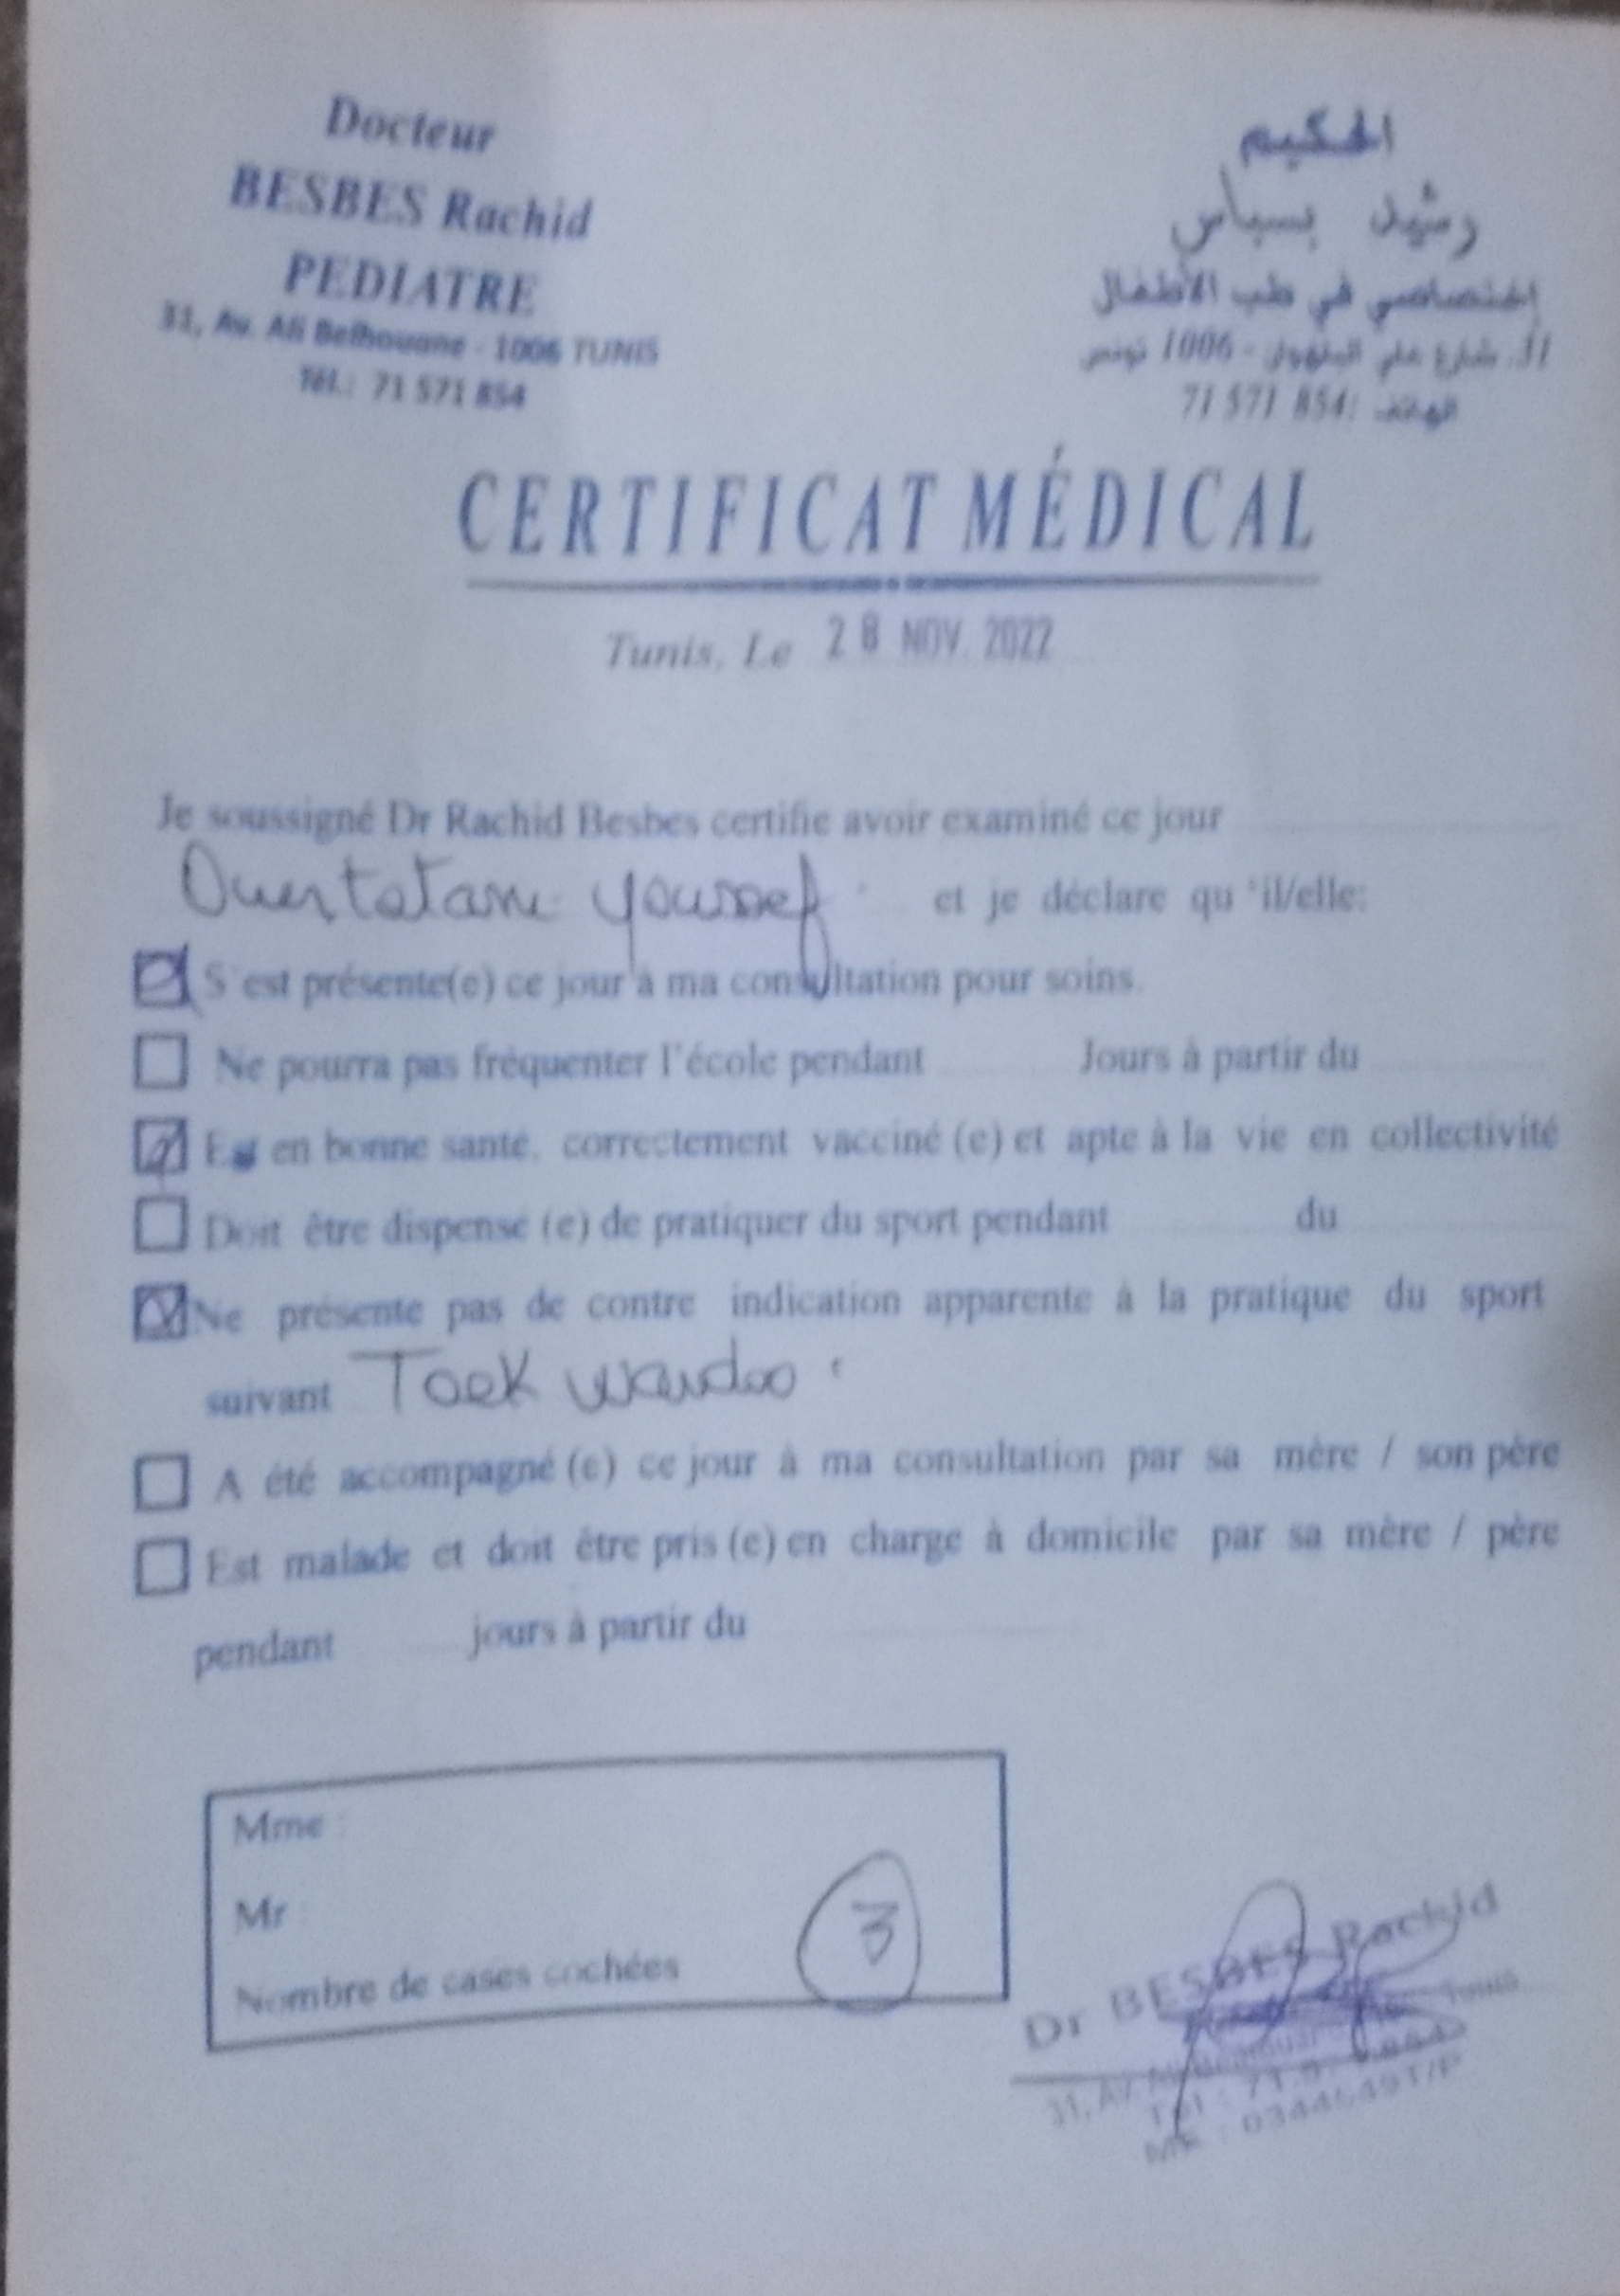 Docteur
BESBES Rachid
PEDIATRE
31, Av. Ali Belhouane - 1006 TUNIS
Tél.: 71 571 854
الحكيم
رشيد بسباس
إختصاصي في طب الأطفال
31. شارع علي البلهوان - 1006 تونس
الهاتف :71 571 854
CERTIFICAT MÉDICAL
Tunis, Le 28 NOV. 2022
Je soussigné Dr Rachid Besbes certifie avoir examiné ce jour
Ouertatani Youssef et je déclare qu 'il/elle:
S'est présente(e) ce jour à ma consultation pour soins.
Ne pourra pas fréquenter l'école pendant Jours à partir du
Est en bonne santé, correctement vacciné (e) et apte à la vie en collectivité
Doit être dispensé (e) de pratiquer du sport pendant du
Ne présente pas de contre indication apparente à la pratique du sport
suivant Toek wandoo
A été accompagné (e) ce jour à ma consultation par sa mère / son père
Est malade et doit être pris (e) en charge à domicile par sa mère / père
pendant jours à partir du
Mme :
Mr :
Nombre de cases cochées 3
Dr BESBES Rachid
31, AV. Tunis
Tél : 71